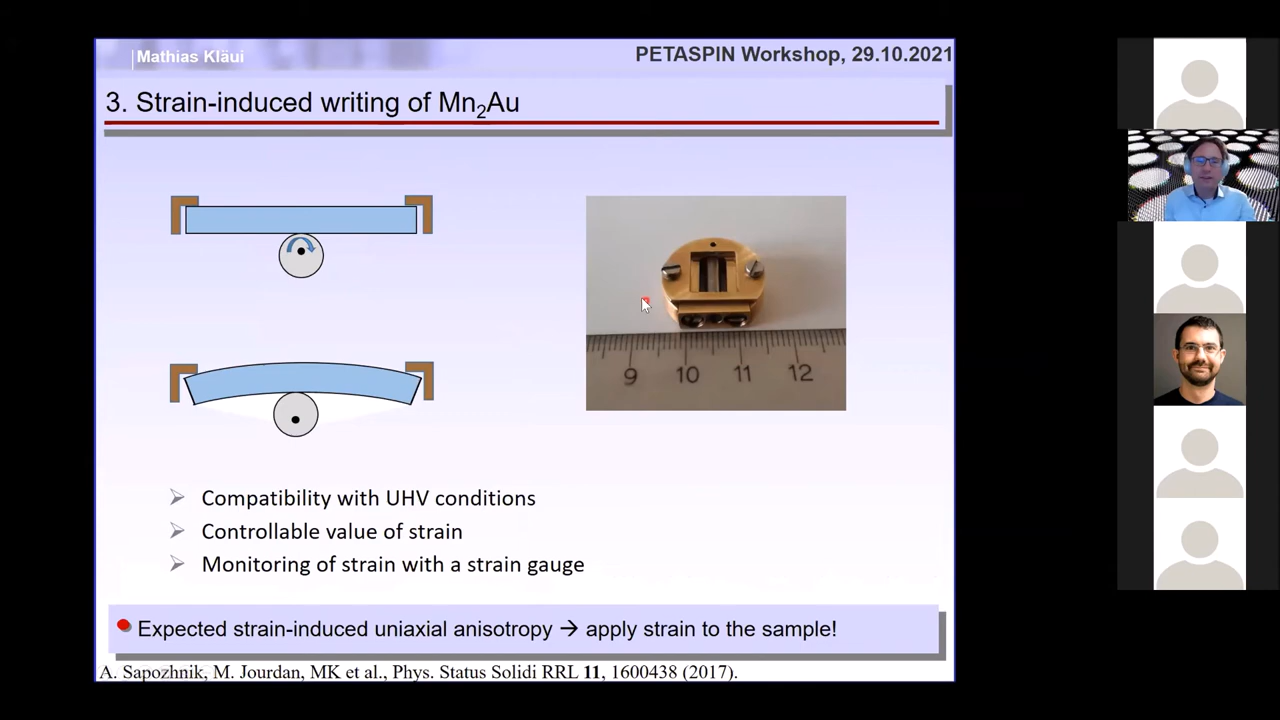 Mathias Kläui
PETASPIN Workshop, 29.10.2021
3. Strain-induced writing of Mn₂Au
9 10 11 12
Compatibility with UHV conditions
Controllable value of strain
Monitoring of strain with a strain gauge
Expected strain-induced uniaxial anisotropy → apply strain to the sample!
A. Sapozhnik, M. Jourdan, MK et al., Phys. Status Solidi RRL 11, 1600438 (2017).